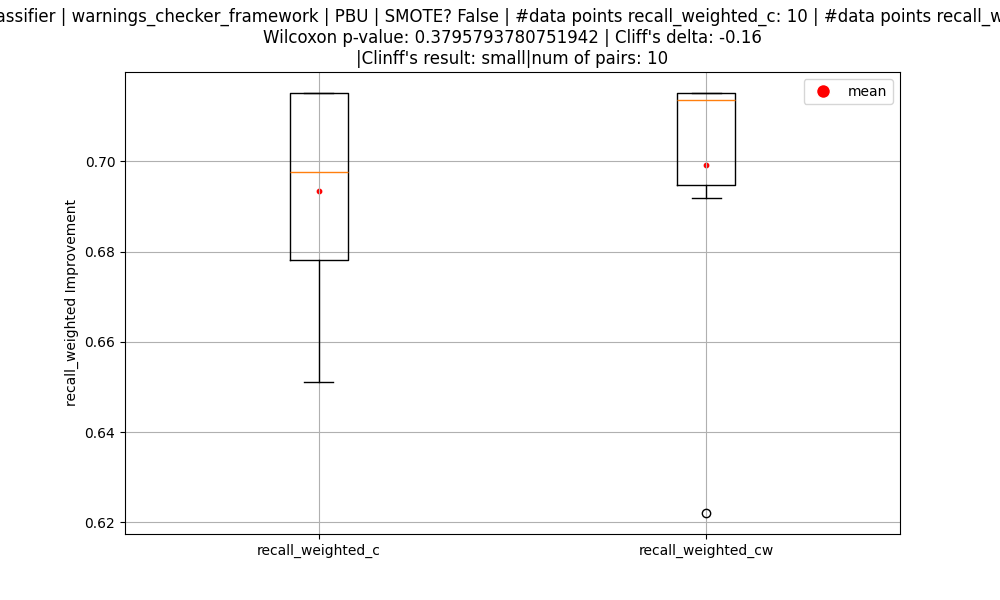 assifier | warnings_checker_framework | PBU | SMOTE? False | #data points recall_weighted_c: 10 | #data points recall_w
Wilcoxon p-value: 0.3795793780751942 | Cliff's delta: -0.16
|Clinff's result: small|num of pairs: 10
mean
0.70
0.68
0.66
0.64
0.62
recall_weighted Improvement
recall_weighted_c
recall_weighted_cw